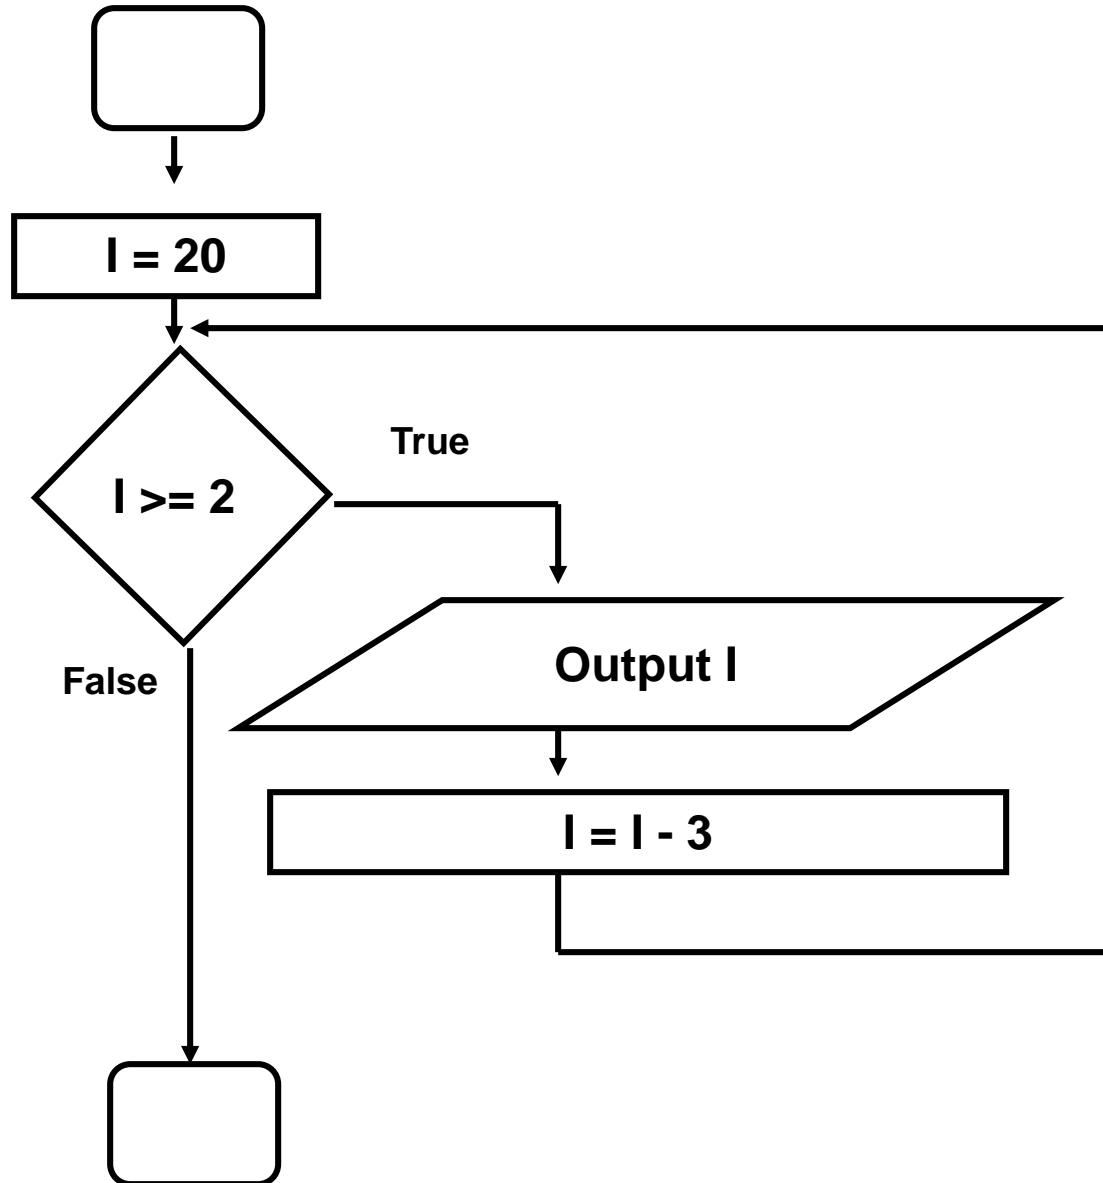 I = 20
True
I >= 2
Output I
False
I = I - 3